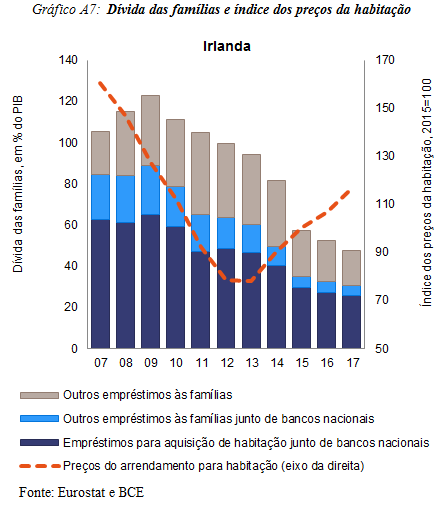 Gráfico A7: Dívida das famílias e índice dos preços da habitação
Irlanda
Dívida das famílias, em % do PIB
140
120
100
80
60
40
20
0
Índice dos preços da habitação, 2015=100
170
150
130
110
90
70
50
07 08 09 10 11 12 13 14 15 16 17
Outros empréstimos às famílias
Outros empréstimos às famílias junto de bancos nacionais
Empréstimos para aquisição de habitação junto de bancos nacionais
Preços do arrendamento para habitação (eixo da direita)
Fonte: Eurostat e BCE